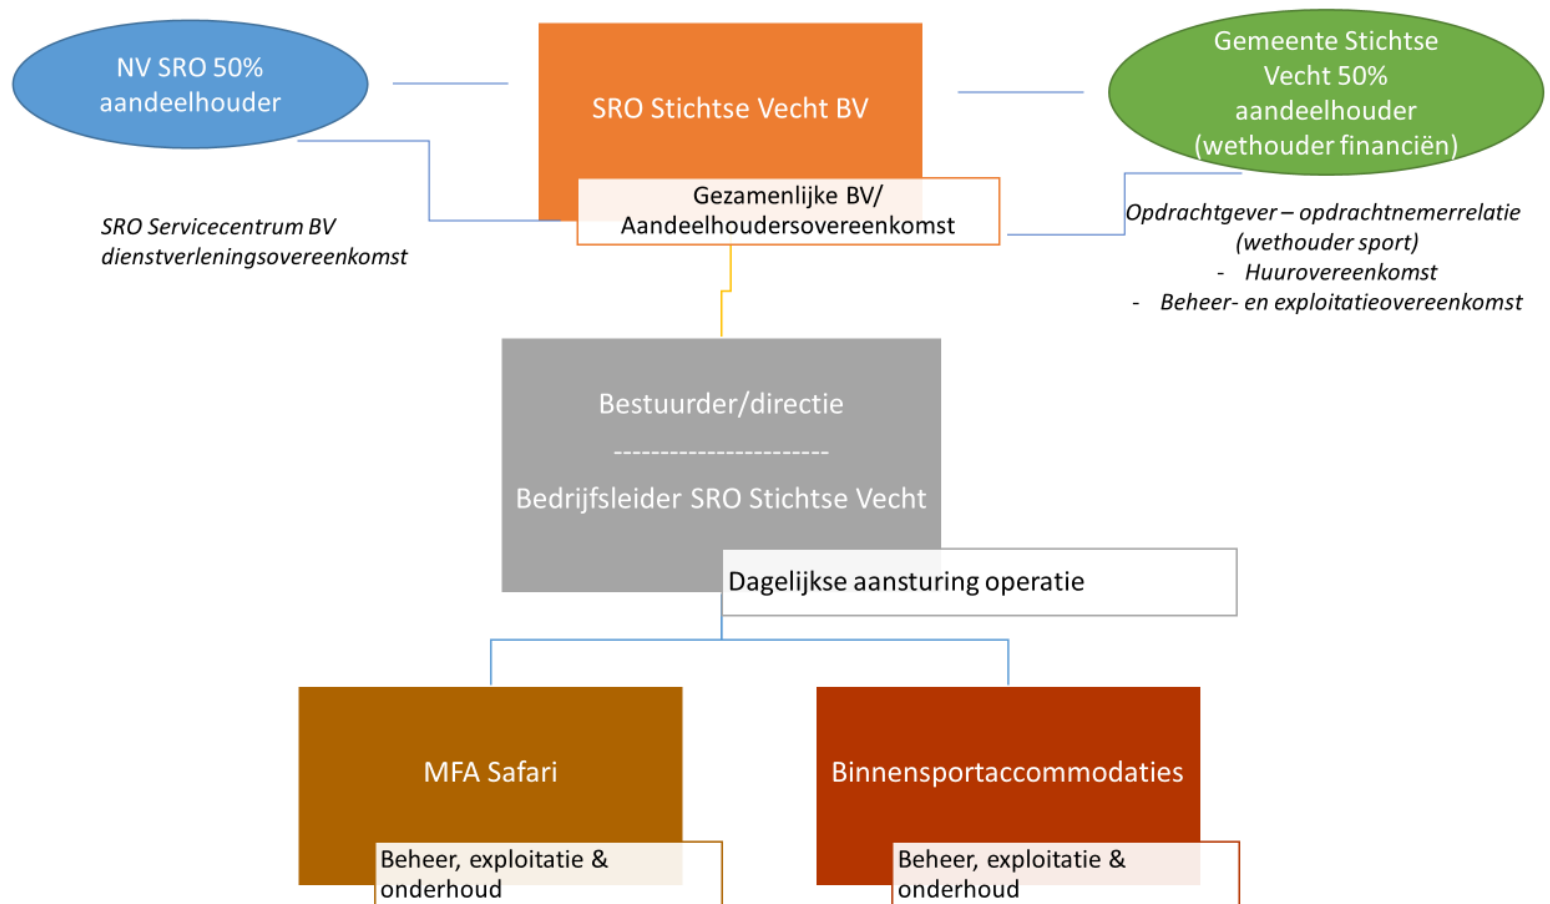 NV SRO 50%
aandeelhouder
SRO Stichtse Vecht BV
Gemeente Stichtse
Vecht 50%
aandeelhouder
(wethouder financiën)
Gezamenlijke BV/
Aandeelhoudersovereenkomst
SRO Servicecentrum BV
dienstverleningsovereenkomst
Opdrachtgever – opdrachtnemerrelatie
(wethouder sport)
- Huurovereenkomst
- Beheer- en exploitatieovereenkomst
Bestuurder/directie
-----------------------
Bedrijfsleider SRO Stichtse Vecht
Dagelijkse aansturing operatie
MFA Safari
Beheer, exploitatie &
onderhoud
Binnensportaccommodaties
Beheer, exploitatie &
onderhoud